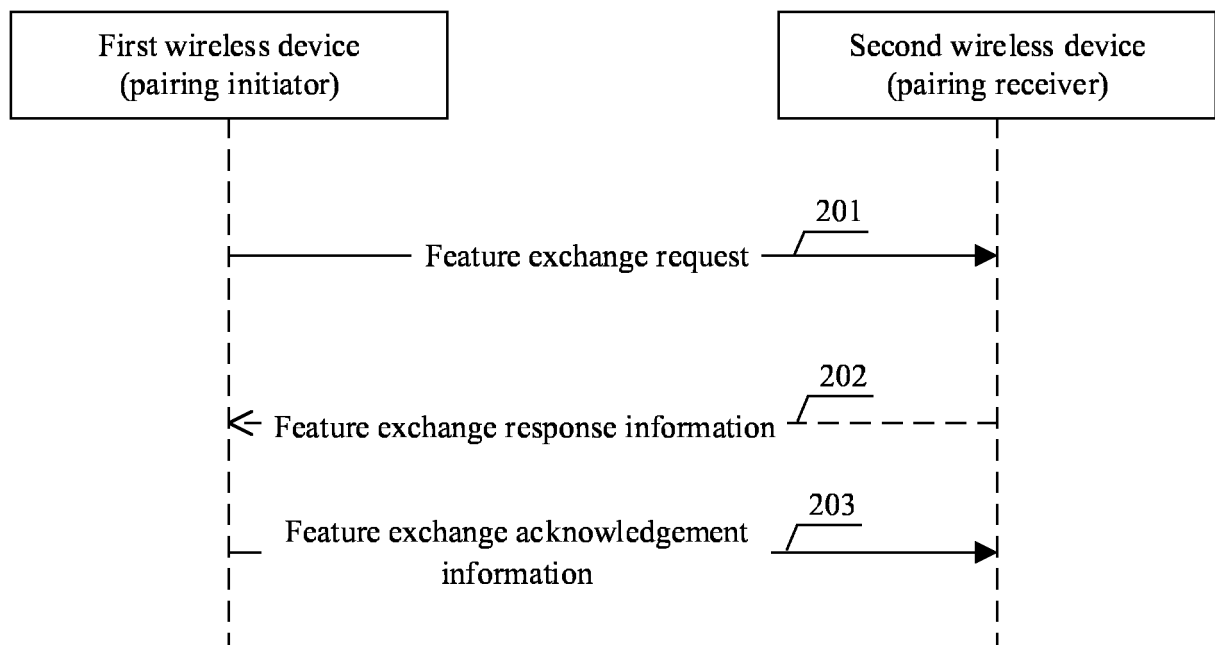 First wireless device
(pairing initiator)
Second wireless device
(pairing receiver)
201
Feature exchange request
202
Feature exchange response information
203
Feature exchange acknowledgement
information